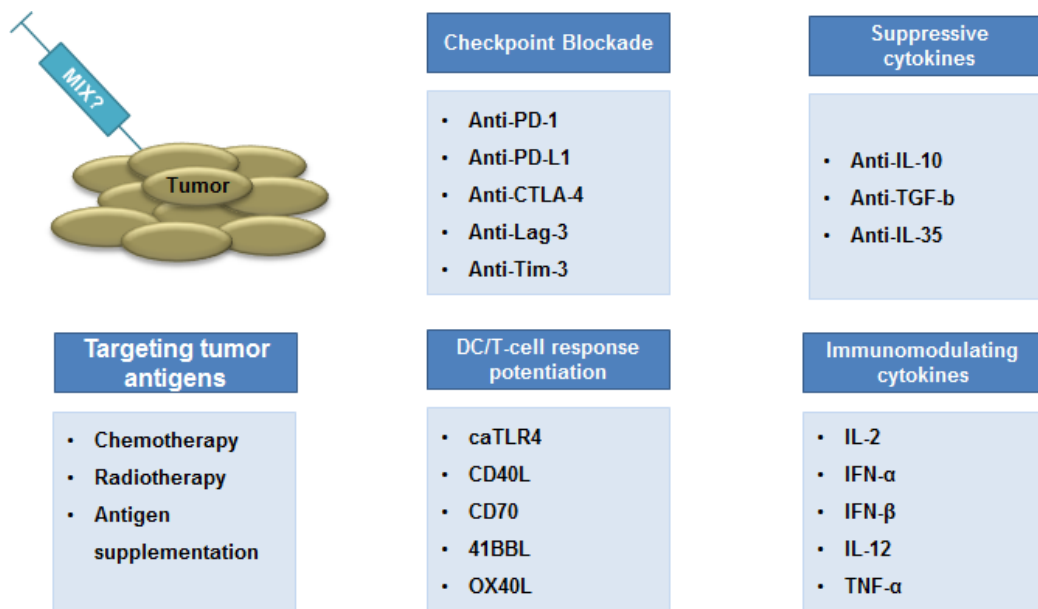 MIX?
Tumor
Checkpoint Blockade
• Anti-PD-1
• Anti-PD-L1
• Anti-CTLA-4
• Anti-Lag-3
• Anti-Tim-3
Suppressive
cytokines
• Anti-IL-10
• Anti-TGF-b
• Anti-IL-35
Targeting tumor
antigens
• Chemotherapy
• Radiotherapy
• Antigen
supplementation
DC/T-cell response
potentiation
• caTLR4
• CD40L
• CD70
• 41BBL
• OX40L
Immunomodulating
cytokines
• IL-2
• IFN-α
• IFN-β
• IL-12
• TNF-α